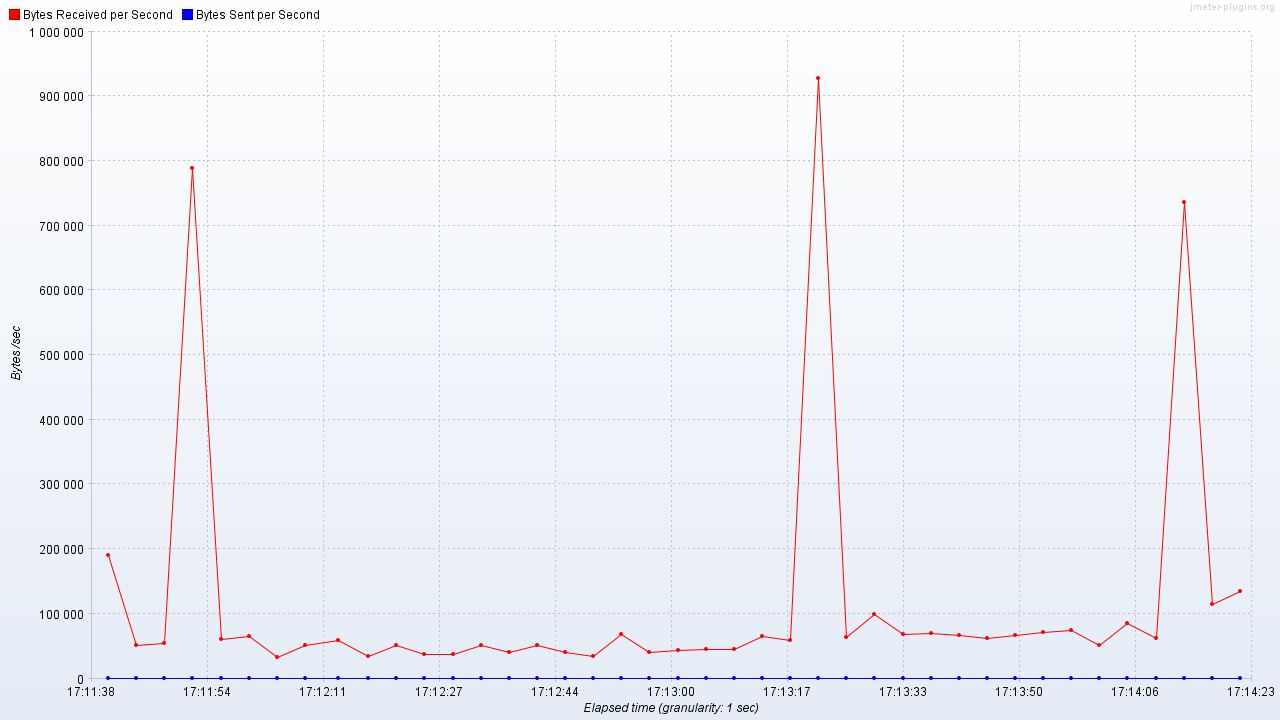 jmeter-plugins.org
Bytes Received per Second Bytes Sent per Second
1 000 000
900 000
800 000
700 000
600 000
500 000
400 000
300 000
200 000
100 000
0
Bytes /sec
17:11:38 17:11:54 17:12:11 17:12:27 17:12:44 17:13:00 17:13:17 17:13:33 17:13:50 17:14:06 17:14:23
Elapsed time (granularity: 1 sec)